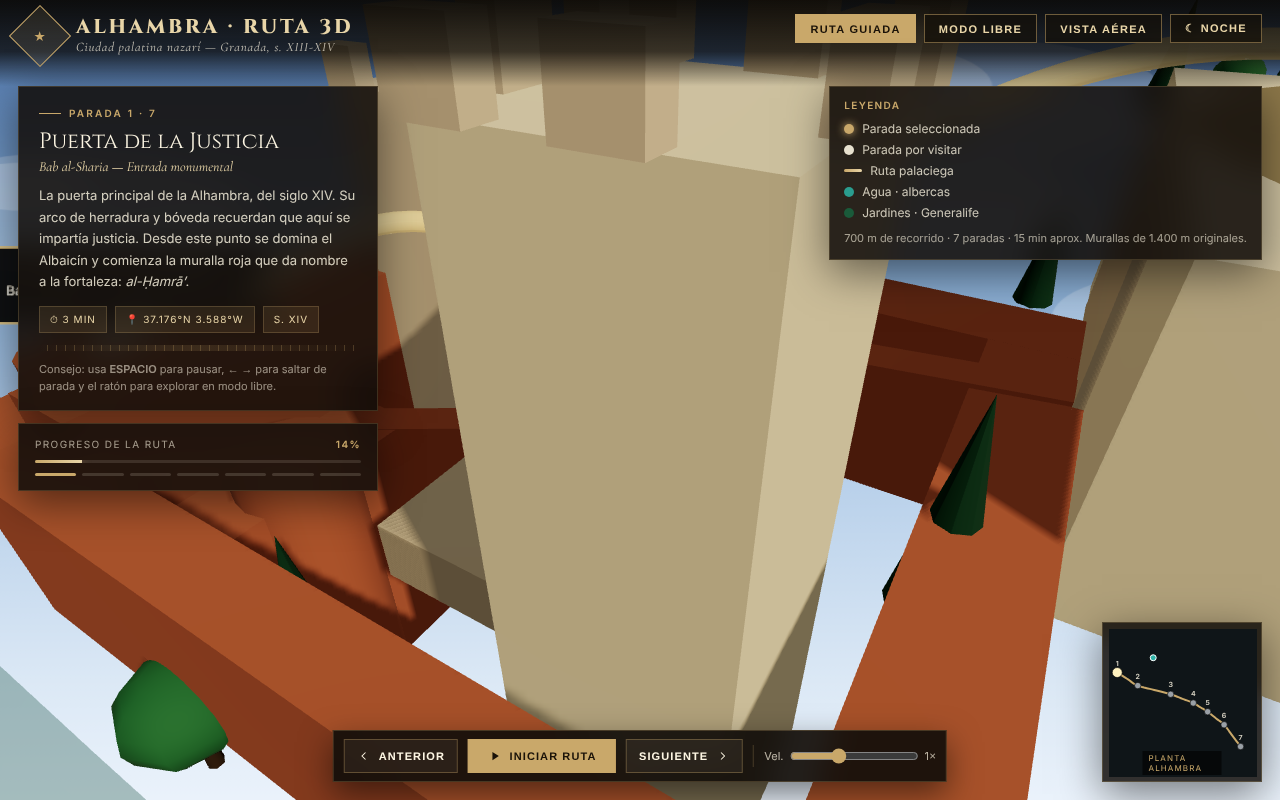 ALHAMBRA · RUTA 3D
Ciudad palatina nazarí — Granada, s. XIII-XIV
RUTA GUIADA
MODO LIBRE
VISTA AÉREA
☾ NOCHE
PARADA 1 · 7
PUERTA DE LA JUSTICIA
Bab al-Sharia — Entrada monumental
La puerta principal de la Alhambra, del siglo XIV. Su
arco de herradura y bóveda recuerdan que aquí se
impartía justicia. Desde este punto se domina el
Albaicín y comienza la muralla roja que da nombre
a la fortaleza: al-Ḥamrā’.
⏱ 3 MIN
📍 37.176°N 3.588°W
S. XIV
Consejo: usa ESPACIO para pausar, ← → para saltar de
parada y el ratón para explorar en modo libre.
PROGRESO DE LA RUTA
14%
LEYENDA
Parada seleccionada
Parada por visitar
Ruta palaciega
Agua · albercas
Jardines · Generalife
700 m de recorrido · 7 paradas · 15 min aprox. Murallas de 1.400 m originales.
ANTERIOR
INICIAR RUTA
SIGUIENTE
Vel.
1×
1
2
3
4
5
6
7
PLANTA
ALHAMBRA